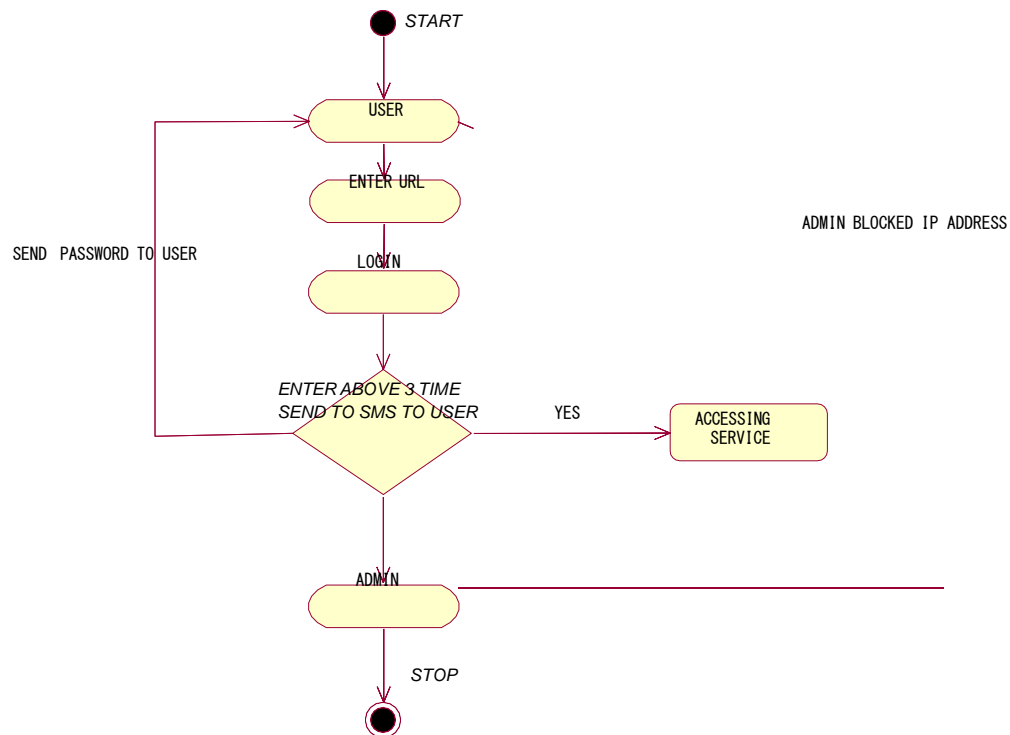 START
USER
ENTER URL
ADMIN BLOCKED IP ADDRESS
SEND PASSWORD TO USER
LOGIN
ENTER ABOVE 3 TIME
SEND TO SMS TO USER
YES
ACCESSING
SERVICE
ADMIN
STOP